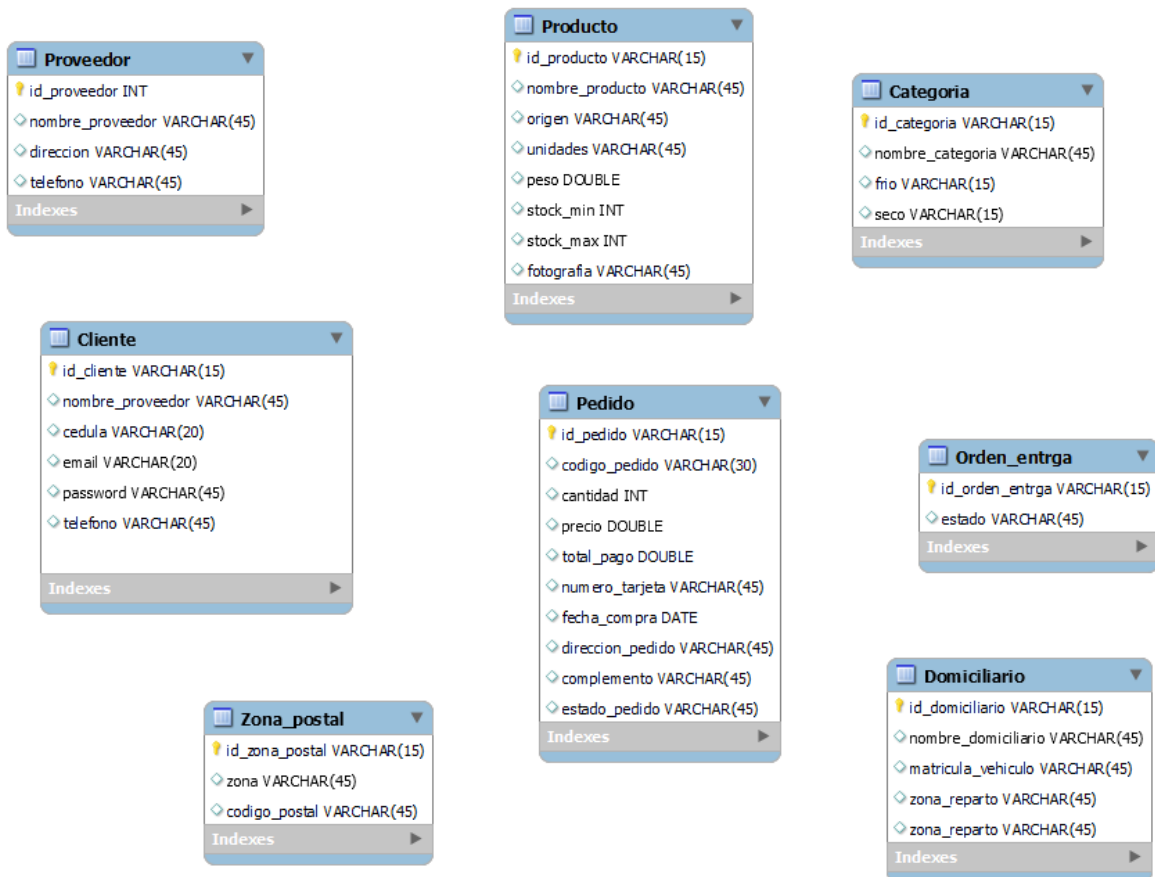 Proveedor
id_proveedor INT
nombre_proveedor VARCHAR(45)
direccion VARCHAR(45)
telefono VARCHAR(45)
Indexes
Producto
id_producto VARCHAR(15)
nombre_producto VARCHAR(45)
origen VARCHAR(45)
unidades VARCHAR(45)
peso DOUBLE
stock_min INT
stock_max INT
fotografia VARCHAR(45)
Indexes
Categoria
id_categoria VARCHAR(15)
nombre_categoria VARCHAR(45)
frio VARCHAR(15)
seco VARCHAR(15)
Indexes
Cliente
id_cliente VARCHAR(15)
nombre_proveedor VARCHAR(45)
cedula VARCHAR(20)
email VARCHAR(20)
password VARCHAR(45)
telefono VARCHAR(45)
Indexes
Pedido
id_pedido VARCHAR(15)
codigo_pedido VARCHAR(30)
cantidad INT
precio DOUBLE
total_pago DOUBLE
numero_tarjeta VARCHAR(45)
fecha_compra DATE
direccion_pedido VARCHAR(45)
complemento VARCHAR(45)
estado_pedido VARCHAR(45)
Indexes
Orden_entrga
id_orden_entrga VARCHAR(15)
estado VARCHAR(45)
Indexes
Zona_postal
id_zona_postal VARCHAR(15)
zona VARCHAR(45)
codigo_postal VARCHAR(45)
Indexes
Domiciliario
id_domiciliario VARCHAR(15)
nombre_domiciliario VARCHAR(45)
matricula_vehiculo VARCHAR(45)
zona_reparto VARCHAR(45)
zona_reparto VARCHAR(45)
Indexes